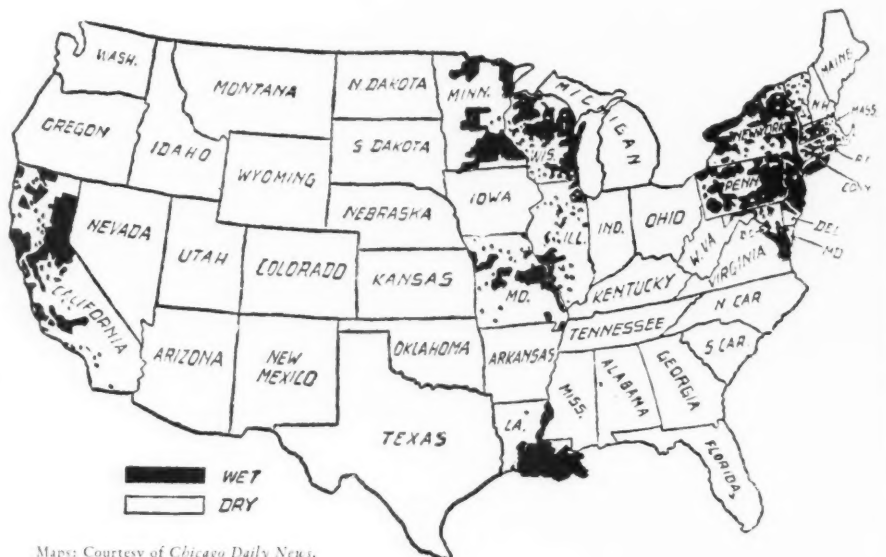 WASH.
MONTANA
N. DAKOTA
MINN.
MICH
IGAN
MAINE
OREGON
IDAHO
S. DAKOTA
WIS.
NEW YORK
N.H.
MASS.
R.I.
CONN
WYOMING
IOWA
PENN.
NEVADA
UTAH
COLORADO
NEBRASKA
KANSAS
MO.
ILL.
IND.
OHIO
W. VA
VIRGINIA
D.C.
DEL
MD
CALIFORNIA
KENTUCKY
N. CAR
TENNESSEE
S. CAR.
ARIZONA
NEW
MEXICO
OKLAHOMA
ARKANSAS
MISS.
ALABAMA
GEORGIA
TEXAS
LA.
FLORIDA
WET
DRY
Maps: Courtesy of Chicago Daily News.